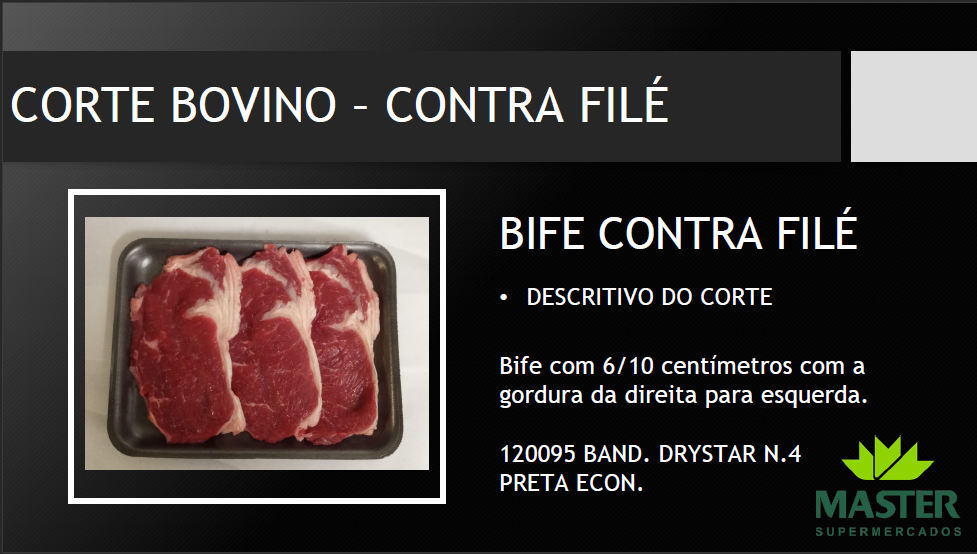 CORTE BOVINO – CONTRA FILÉ
BIFE CONTRA FILÉ
• DESCRITIVO DO CORTE
Bife com 6/10 centímetros com a
gordura da direita para esquerda.
120095 BAND. DRYSTAR N.4
PRETA ECON.
MASTER
SUPERMERCADOS